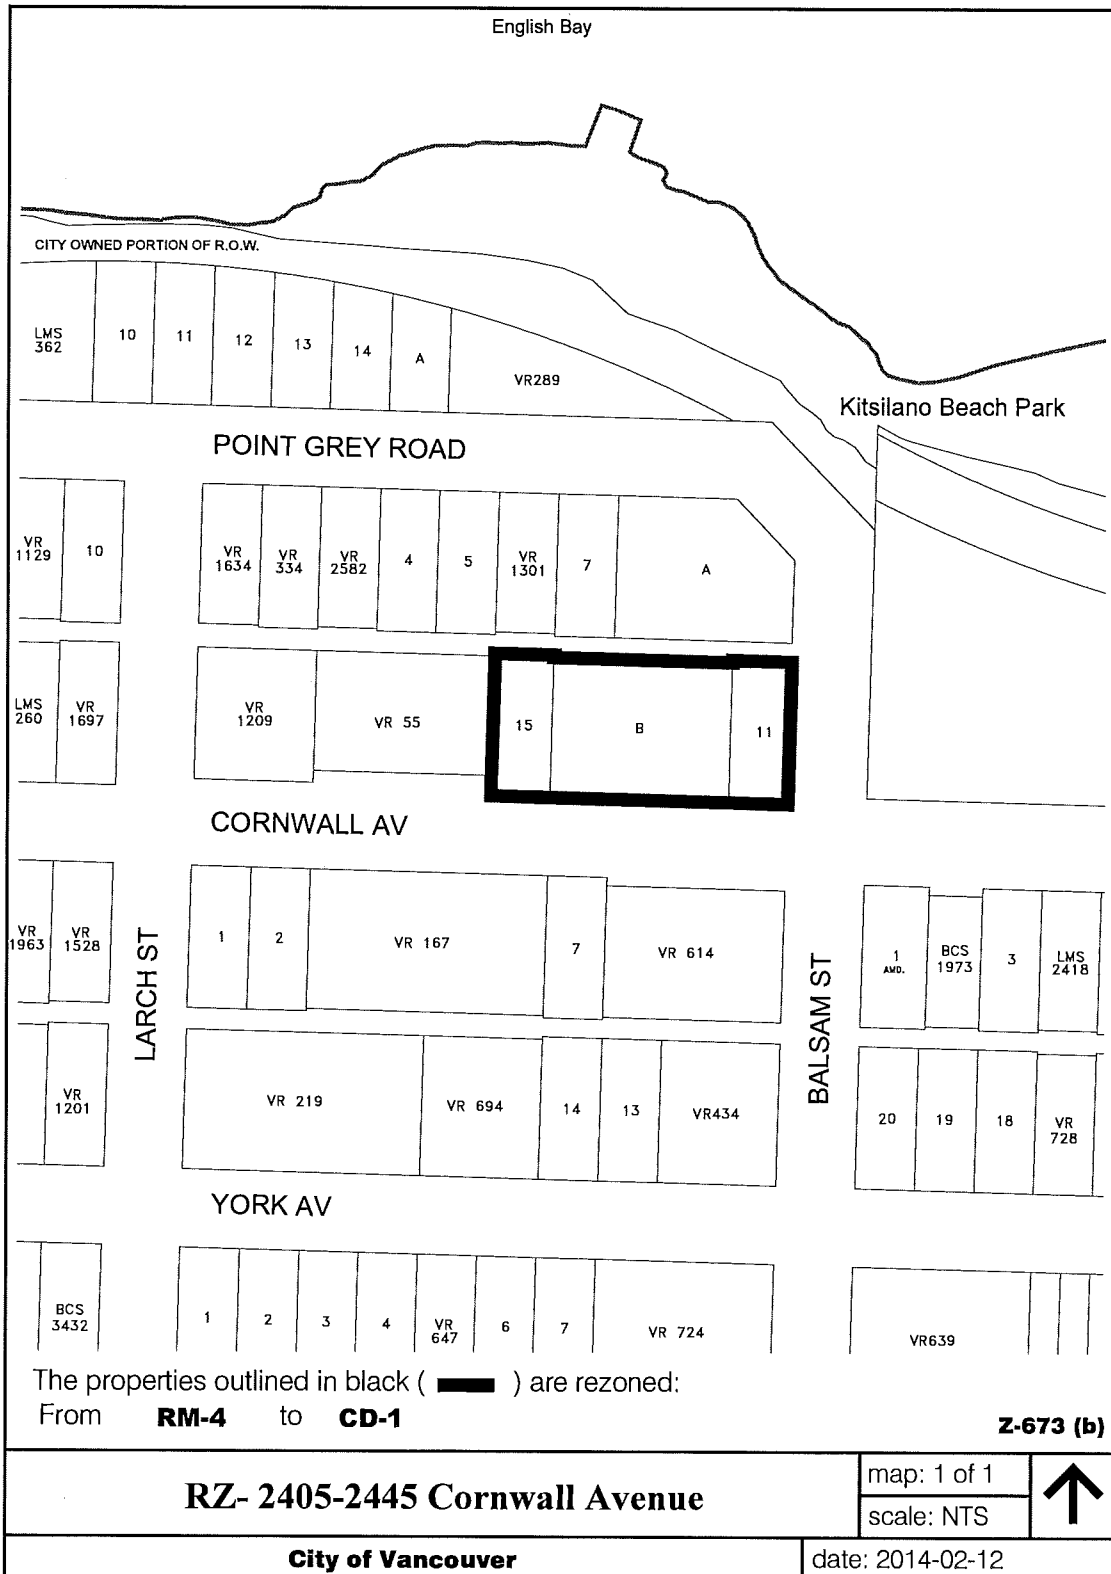 English Bay
CITY OWNED PORTION OF R.O.W.
LMS
362
10
11
12
13
14
A
VR289
Kitsilano Beach Park
POINT GREY ROAD
VR
1129
10
VR
1634
VR
334
VR
2582
4
5
VR
1301
7
A
LMS
260
VR
1697
VR
1209
VR 55
15
B
11
CORNWALL AV
VR
1963
VR
1528
LARCH ST
1
2
VR 167
7
VR 614
BALSAM ST
1
AMD.
BCS
1973
3
LMS
2418
VR
1201
VR 219
VR 694
14
13
VR434
20
19
18
VR
728
YORK AV
BCS
3432
1
2
3
4
VR
647
6
7
VR 724
VR639
The properties outlined in black ( ) are rezoned:
From RM-4 to CD-1
Z-673 (b)
RZ- 2405-2445 Cornwall Avenue
map: 1 of 1
scale: NTS
City of Vancouver
date: 2014-02-12